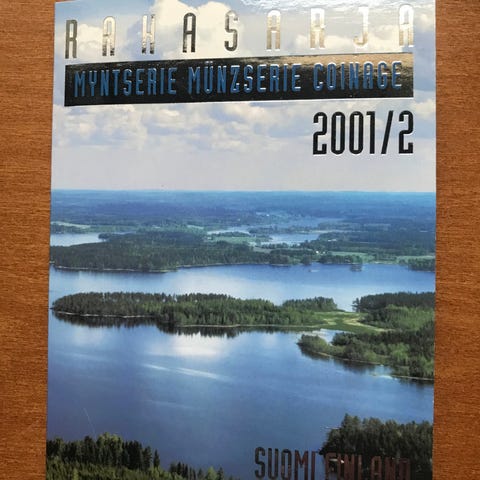 RAHASARJA
MYNTSERIE MÜNZSERIE COINAGE
2001/2
SUOMI FINLAND